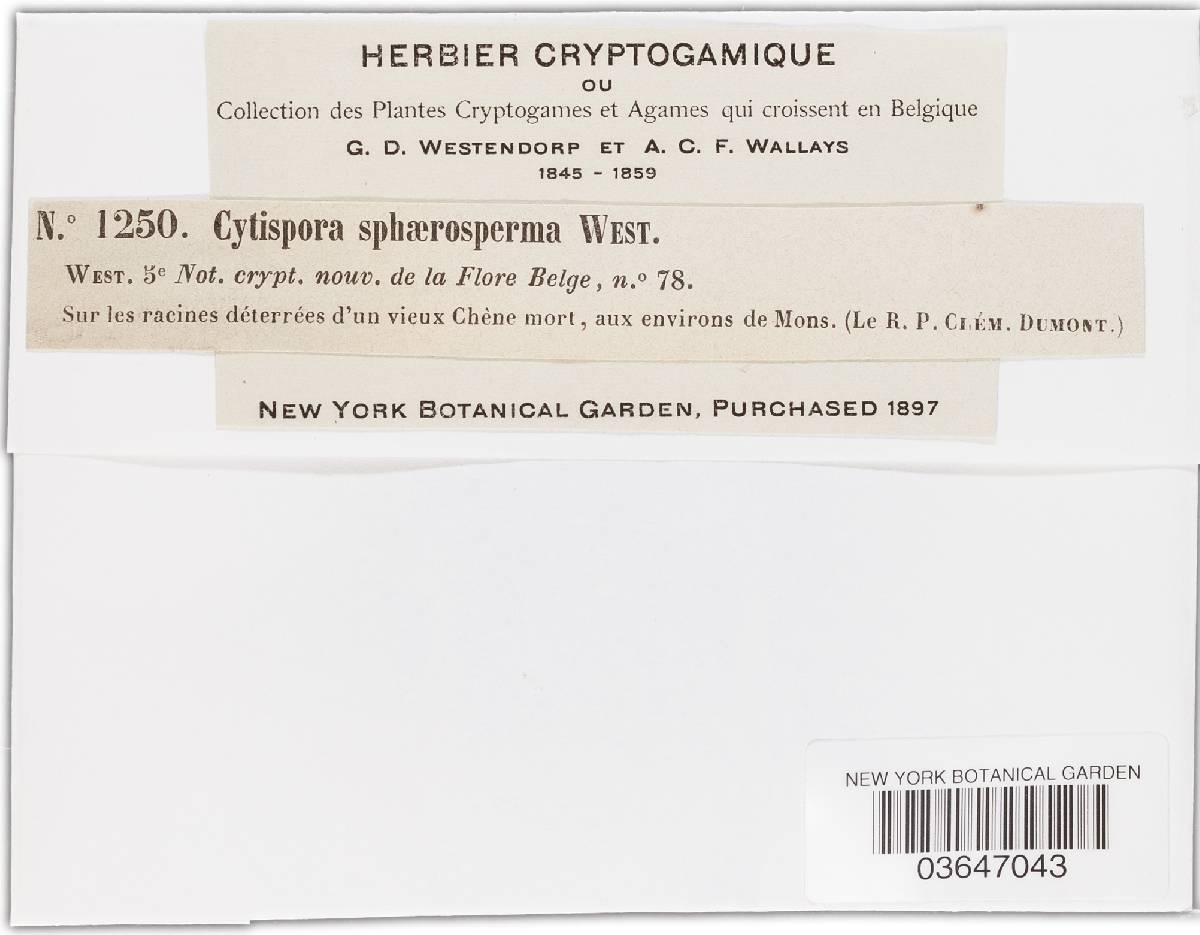 HERBIER CRYPTOGAMIQUE
OU
Collection des Plantes Cryptogames et Agames qui croissent en Belgique
G. D. WESTENDORP ET A. C. F. WALLAYS
1845 - 1859
N.º 1250. Cytispora sphærosperma WEST.
WEST. 5e Not. crypt. nouv. de la Flore Belge, n.º 78.
Sur les racines déterrées d'un vieux Chêne mort, aux environs de Mons. (Le R. P. CLÉM. DUMONT.)
NEW YORK BOTANICAL GARDEN, PURCHASED 1897
NEW YORK BOTANICAL GARDEN
03647043